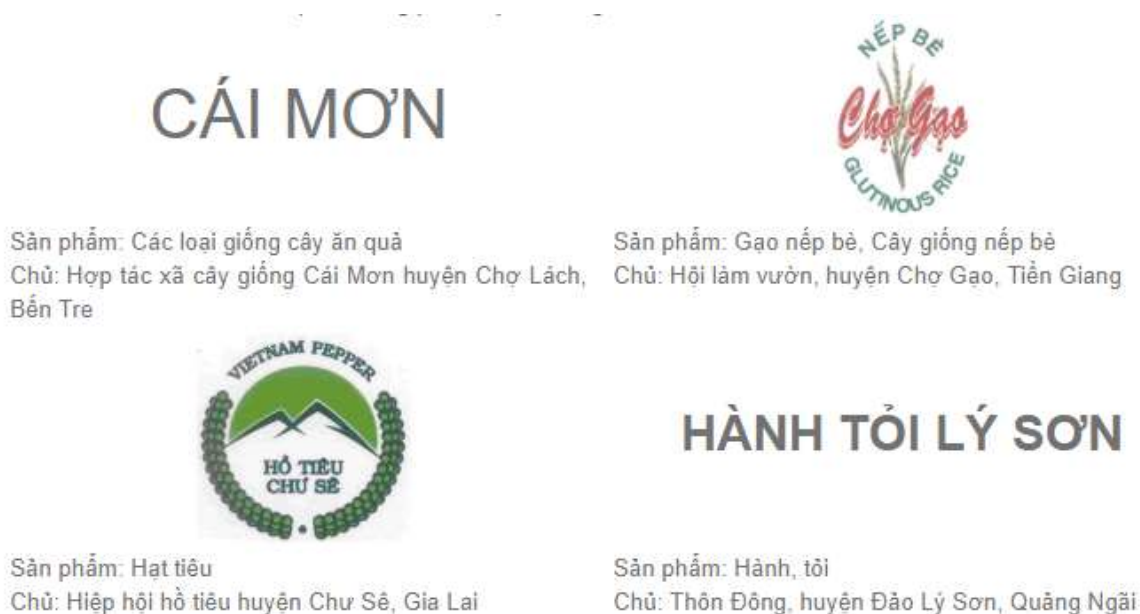 CÁI MƠN
NẾP BÈ
Chợ Gạo
GLUTINOUS RICE
Sản phẩm: Các loại giống cây ăn quả
Chủ: Hợp tác xã cây giống Cái Mơn huyện Chợ Lách,
Bến Tre
Sản phẩm: Gạo nếp bè, Cây giống nếp bè
Chủ: Hội làm vườn, huyện Chợ Gạo, Tiền Giang
VIETNAM PEPPER
HỒ TIÊU
CHƯ SÊ
HÀNH TỎI LÝ SƠN
Sản phẩm: Hạt tiêu
Chủ: Hiệp hội hồ tiêu huyện Chư Sê, Gia Lai
Sản phẩm: Hành, tỏi
Chủ: Thôn Đông, huyện Đảo Lý Sơn, Quảng Ngãi